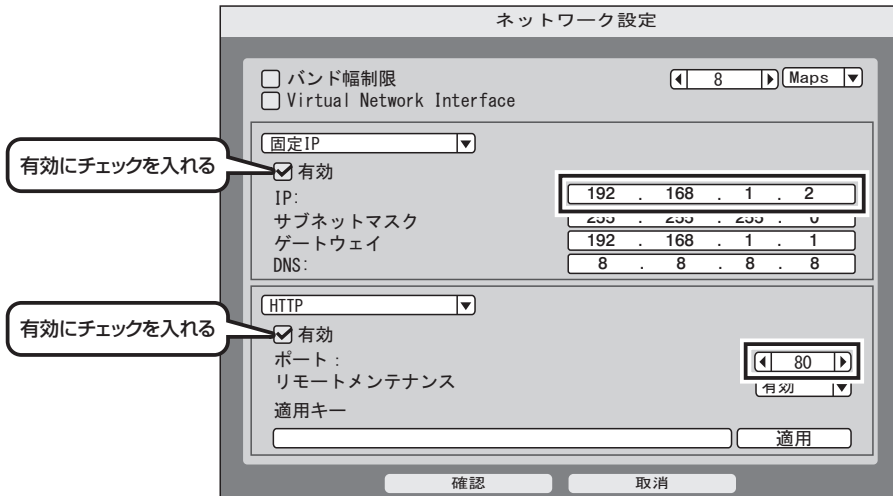 ネットワーク設定
バンド幅制限
8
Maps
Virtual Network Interface
固定IP
有効にチェックを入れる
有効
IP:
192 . 168 . 1 . 2
サブネットマスク
255 . 255 . 255 . 0
ゲートウェイ
192 . 168 . 1 . 1
DNS:
8 . 8 . 8 . 8
HTTP
有効にチェックを入れる
有効
ポート :
80
リモートメンテナンス
有効
適用キー
適用
確認
取消